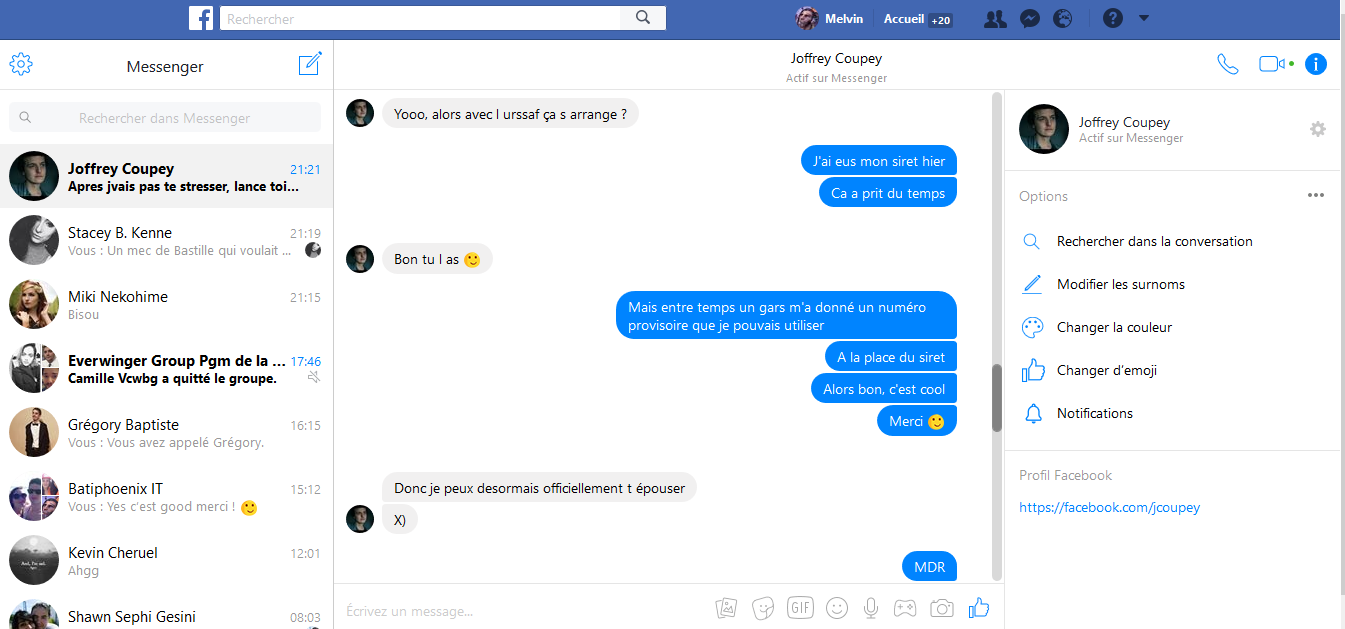 f
Rechercher
Melvin
Accueil +20
?
Messenger
Rechercher dans Messenger
Joffrey Coupey 21:21
Apres jvais pas te stresser, lance toi...
Stacey B. Kenne 21:19
Vous : Un mec de Bastille qui voulait ...
Miki Nekohime 21:15
Bisou
Everwinger Group Pgm de la ... 17:46
Camille Vcwbg a quitté le groupe.
Grégory Baptiste 16:15
Vous : Vous avez appelé Grégory.
Batiphoenix IT 15:12
Vous : Yes c'est good merci ! 🙂
Kevin Cheruel 12:01
Ahgg
Shawn Sephi Gesini 08:03
Joffrey Coupey
Actif sur Messenger
i
Yooo, alors avec l urssaf ça s arrange ?
J'ai eus mon siret hier
Ca a prit du temps
Bon tu l as 🙂
Mais entre temps un gars m'a donné un numéro
provisoire que je pouvais utiliser
A la place du siret
Alors bon, c'est cool
Merci 🙂
Donc je peux desormais officiellement t épouser
X)
MDR
Écrivez un message...
GIF
Joffrey Coupey
Actif sur Messenger
Options
Rechercher dans la conversation
Modifier les surnoms
Changer la couleur
Changer d'emoji
Notifications
Profil Facebook
https://facebook.com/jcoupey